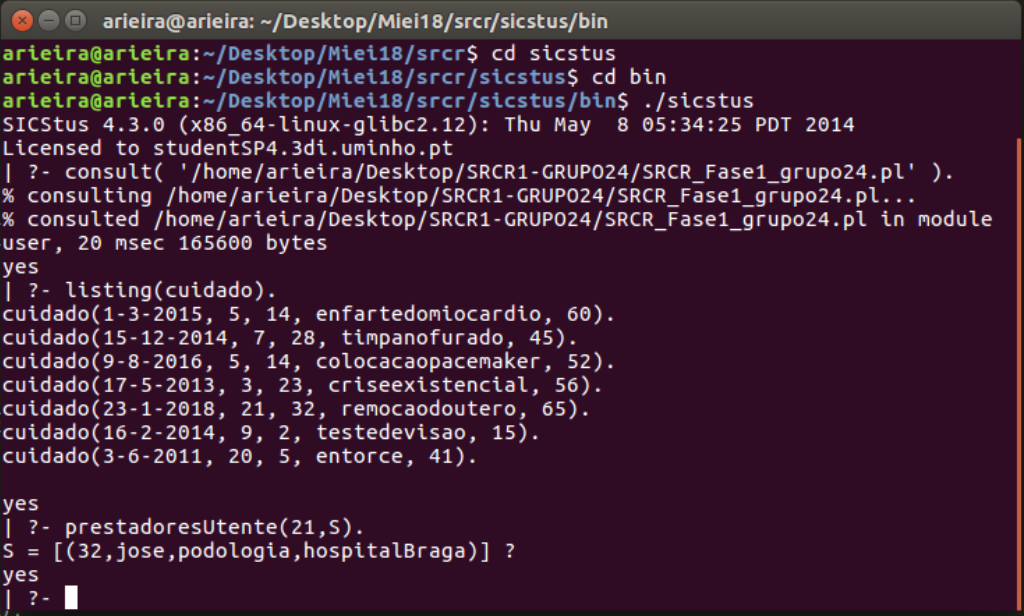 arieira@arieira: ~/Desktop/Miei18/srcr/sicstus/bin
arieira@arieira:~/Desktop/Miei18/srcr$ cd sicstus
arieira@arieira:~/Desktop/Miei18/srcr/sicstus$ cd bin
arieira@arieira:~/Desktop/Miei18/srcr/sicstus/bin$ ./sicstus
SICStus 4.3.0 (x86_64-linux-glibc2.12): Thu May  8 05:34:25 PDT 2014
Licensed to studentSP4.3di.uminho.pt
| ?- consult( '/home/arieira/Desktop/SRCR1-GRUPO24/SRCR_Fase1_grupo24.pl' ).
% consulting /home/arieira/Desktop/SRCR1-GRUPO24/SRCR_Fase1_grupo24.pl...
% consulted /home/arieira/Desktop/SRCR1-GRUPO24/SRCR_Fase1_grupo24.pl in module
user, 20 msec 165600 bytes
yes
| ?- listing(cuidado).
cuidado(1-3-2015, 5, 14, enfartedomiocardio, 60).
cuidado(15-12-2014, 7, 28, timpanofurado, 45).
cuidado(9-8-2016, 5, 14, colocacaopacemaker, 52).
cuidado(17-5-2013, 3, 23, criseexistencial, 56).
cuidado(23-1-2018, 21, 32, remocaodoutero, 65).
cuidado(16-2-2014, 9, 2, testedevisao, 15).
cuidado(3-6-2011, 20, 5, entorce, 41).
yes
| ?- prestadoresUtente(21,S).
S = [(32,jose,podologia,hospitalBraga)] ?
yes
| ?-